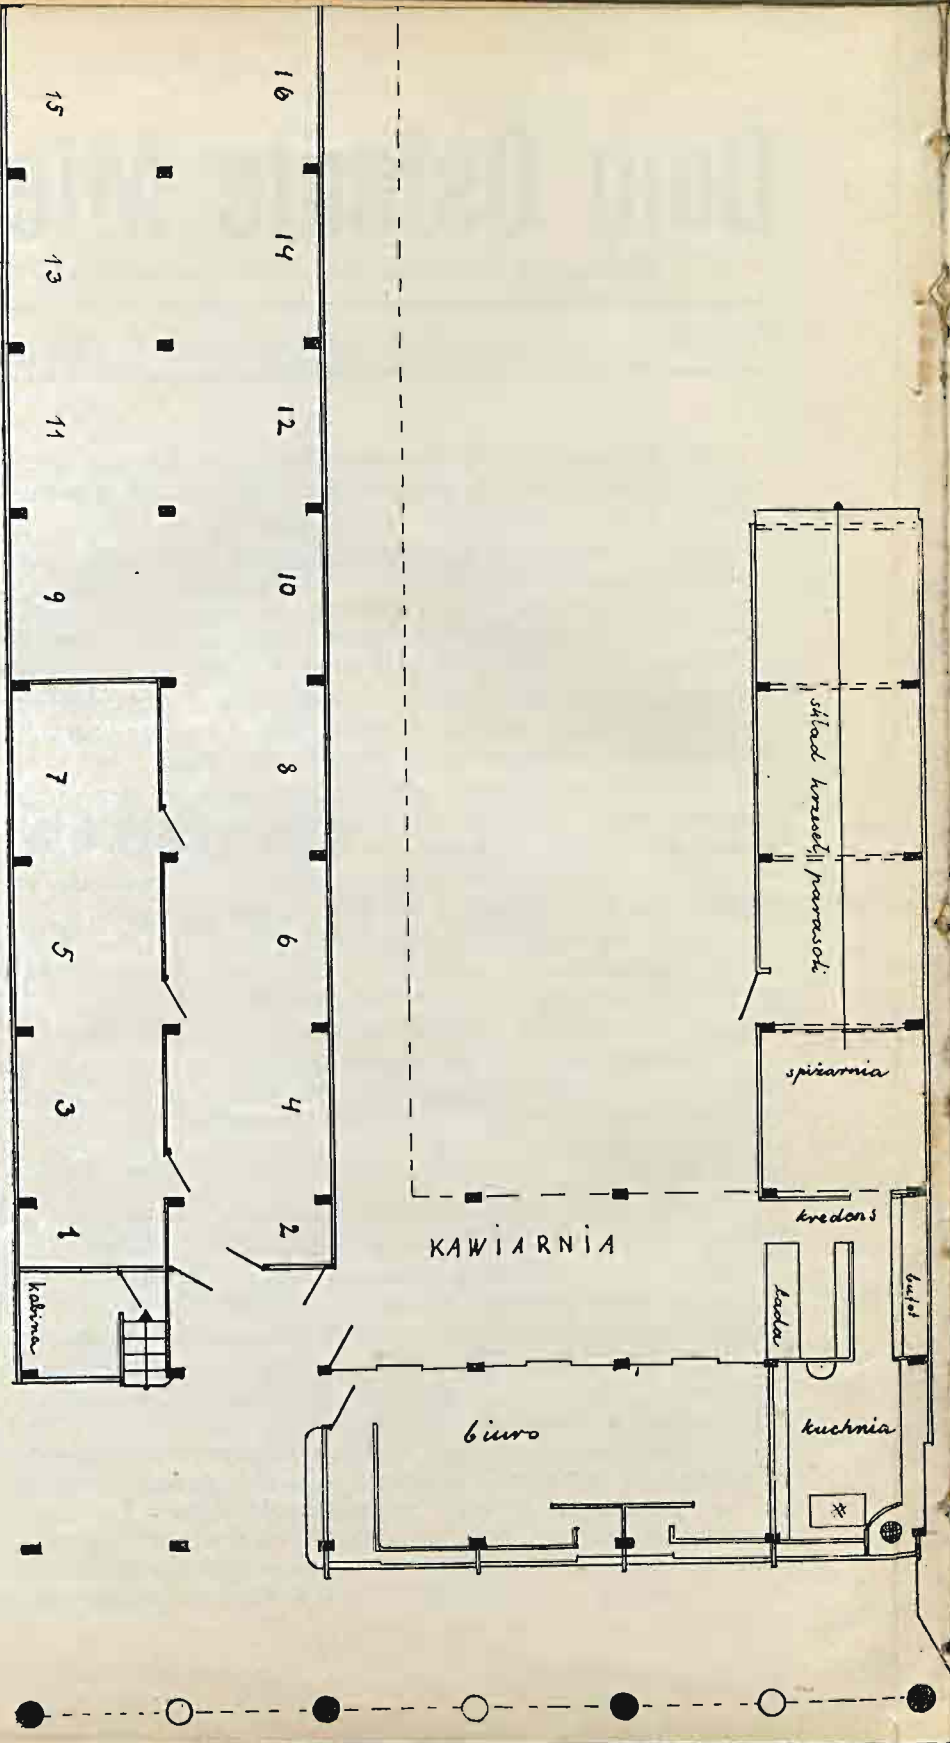 15
16
13
14
11
12
9
10
7
8
5
6
3
4
1
2
kabina
KAWiARNiA
skład krzeseł, parasoli
spiżarnia
kredens
lada
bufet
kuchnia
biuro